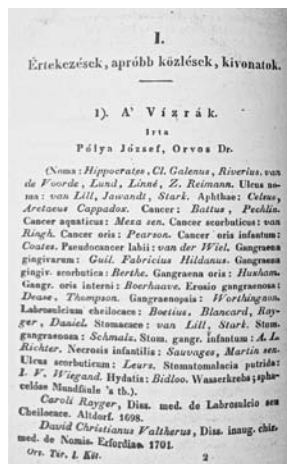 I.
Értekezések, apróbb közlések, kivonatok.
1). A' Vízrák.
Irta
Pólya József, Orvos Dr.
(Noma: Hippocrates, Cl. Galenus, Riverius, van
de Voorde, Lund, Linné, Z. Reimann. Ulcus no-
ma: van Lill, Jawandt, Stark. Aphthae: Celsus,
Aretaeus Cappadox. Cancer: Battus, Pechlin.
Cancer aquaticus: Mexa sen. Cancer scorbuticus: van
Ringh. Cancer oris: Pearson. Cancer oris infantum:
Coates. Pseudocancer labii: van der Wiel. Gangraena
gingivarum: Guil. Fabricius Hildanus. Gangraena
gingiv. scorbutica: Berthe. Gangraena oris: Huxham.
Gangr. oris interni: Boerhaave. Erosio gangraenosa:
Dease, Thompson. Gangraenopsis: Worthington.
Labrosulcium cheilocace: Boetius, Blancard, Ray-
ger, Daniel. Stomacace: van Lill, Stark. Stom.
gangraenosa: Schmalz. Stom. gangr. infantum: A. L.
Richter. Necrosis infantilis: Sauvages, Martin sen.
Ulcus scorbuticum: Leurs. Stomatomalacia putrida:
I. V. Wiegand. Hydatis: Bidloo. Wasserkrebs; spha-
celöse Mundfäule 's tb.).
Caroli Rayger, Diss. med. de Labrosulcio seu
Cheilocace. Altdorf. 1698.
David Christianus Valtherus, Diss. inaug. chir.
med. de Nomis. Erfordiae 1701.
Orv. Tár. I. Köt. 2